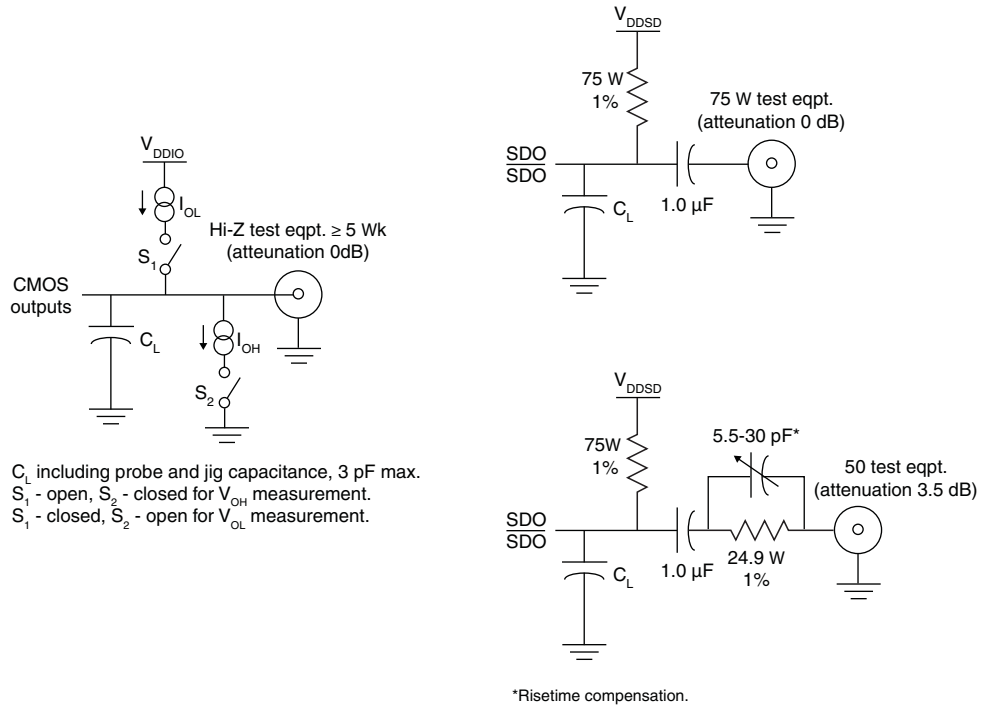 V_DDIO
I_OL
S_1
Hi-Z test eqpt. ≥ 5 Wk
(atteunation 0dB)
CMOS
outputs
C_L
I_OH
S_2
C_L including probe and jig capacitance, 3 pF max.
S_1 - open, S_2 - closed for V_OH measurement.
S_1 - closed, S_2 - open for V_OL measurement.
V_DDSD
75 W
1%
75 W test eqpt.
(atteunation 0 dB)
SDO
SDO
C_L
1.0 µF
V_DDSD
75W
1%
5.5-30 pF*
50 test eqpt.
(attenuation 3.5 dB)
SDO
SDO
C_L
1.0 µF
24.9 W
1%
*Risetime compensation.